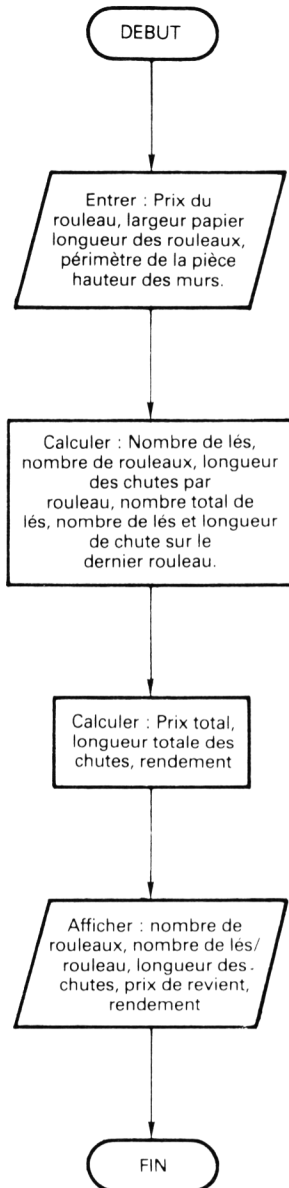 DEBUT
Entrer : Prix du
rouleau, largeur papier
longueur des rouleaux,
périmètre de la pièce
hauteur des murs.
Calculer : Nombre de lés,
nombre de rouleaux, longueur
des chutes par
rouleau, nombre total de
lés, nombre de lés et longueur
de chute sur le
dernier rouleau.
Calculer : Prix total,
longueur totale des
chutes, rendement
Afficher : nombre de
rouleaux, nombre de lés/
rouleau, longueur des
chutes, prix de revient,
rendement
FIN